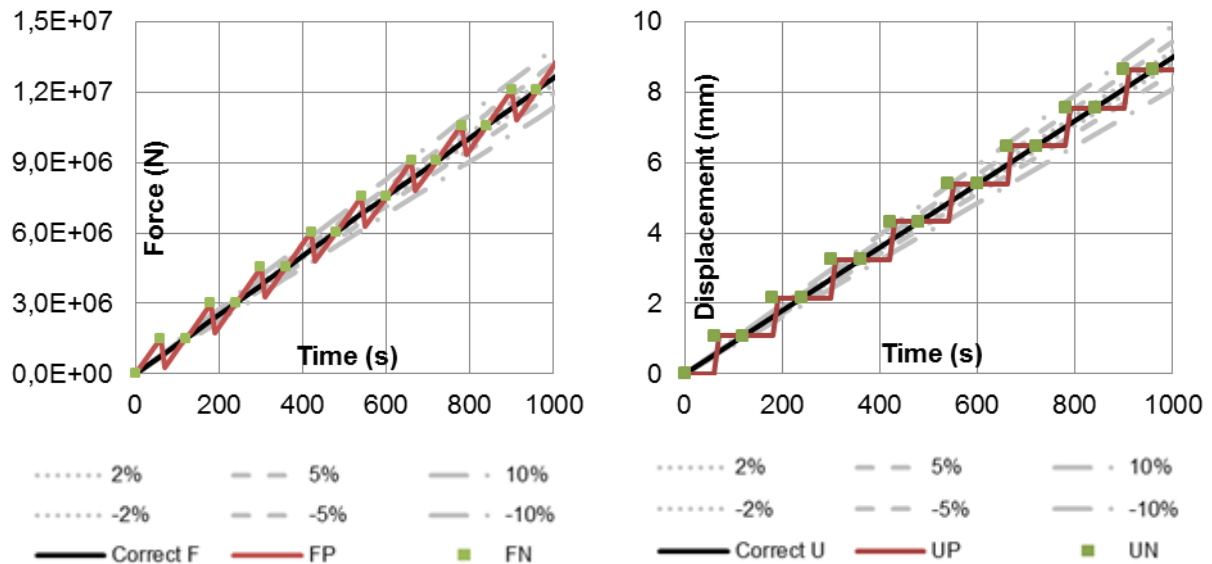 1,5E+07
1,2E+07
9,0E+06
6,0E+06
3,0E+06
0,0E+00
Force (N)
Time (s)
0 200 400 600 800 1000
2% 5% 10%
-2% -5% -10%
Correct F FP FN
10
8
6
4
2
0
Displacement (mm)
Time (s)
0 200 400 600 800 1000
2% 5% 10%
-2% -5% -10%
Correct U UP UN